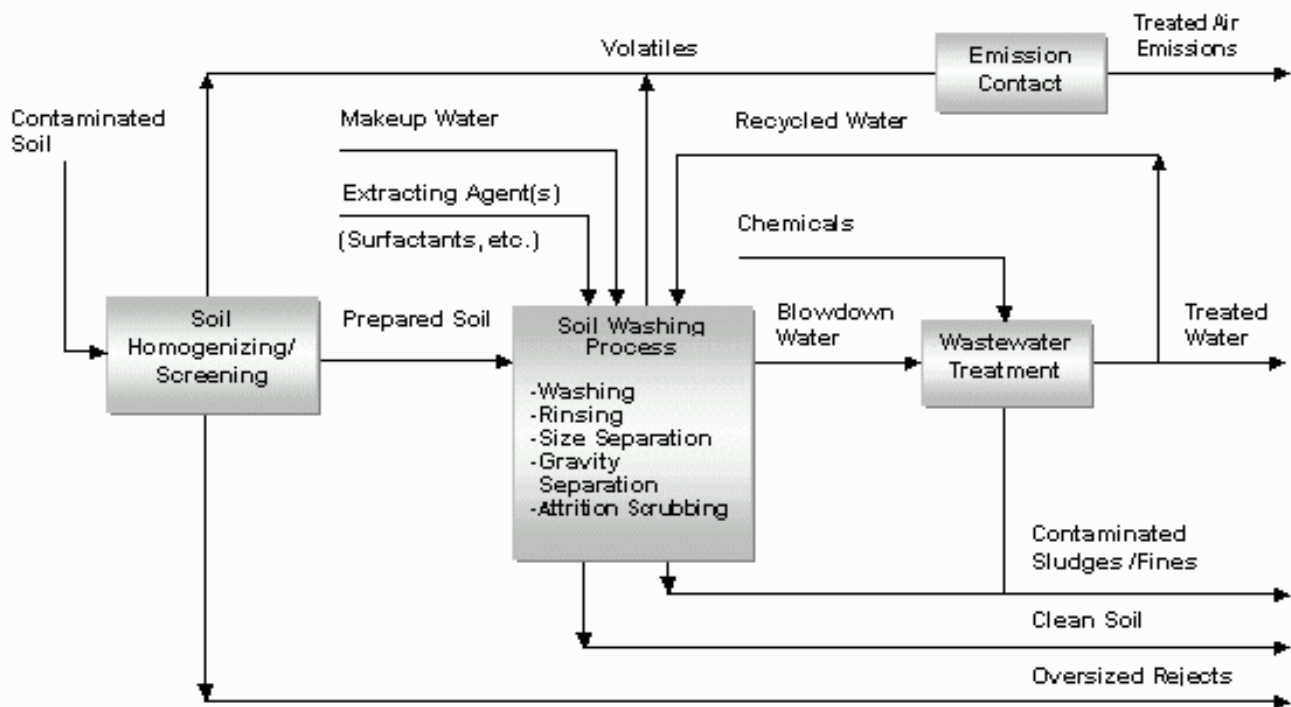 Volatiles
Emission
Contact
Treated Air
Emissions
Contaminated
Soil
Makeup Water
Recycled Water
Extracting Agent(s)
(Surfactants, etc.)
Chemicals
Soil
Homogenizing/
Screening
Prepared Soil
Soil Washing
Process
-Washing
-Rinsing
-Size Separation
-Gravity
Separation
-Attrition Scrubbing
Blowdown
Water
Wastewater
Treatment
Treated
Water
Contaminated
Sludges/Fines
Clean Soil
Oversized Rejects